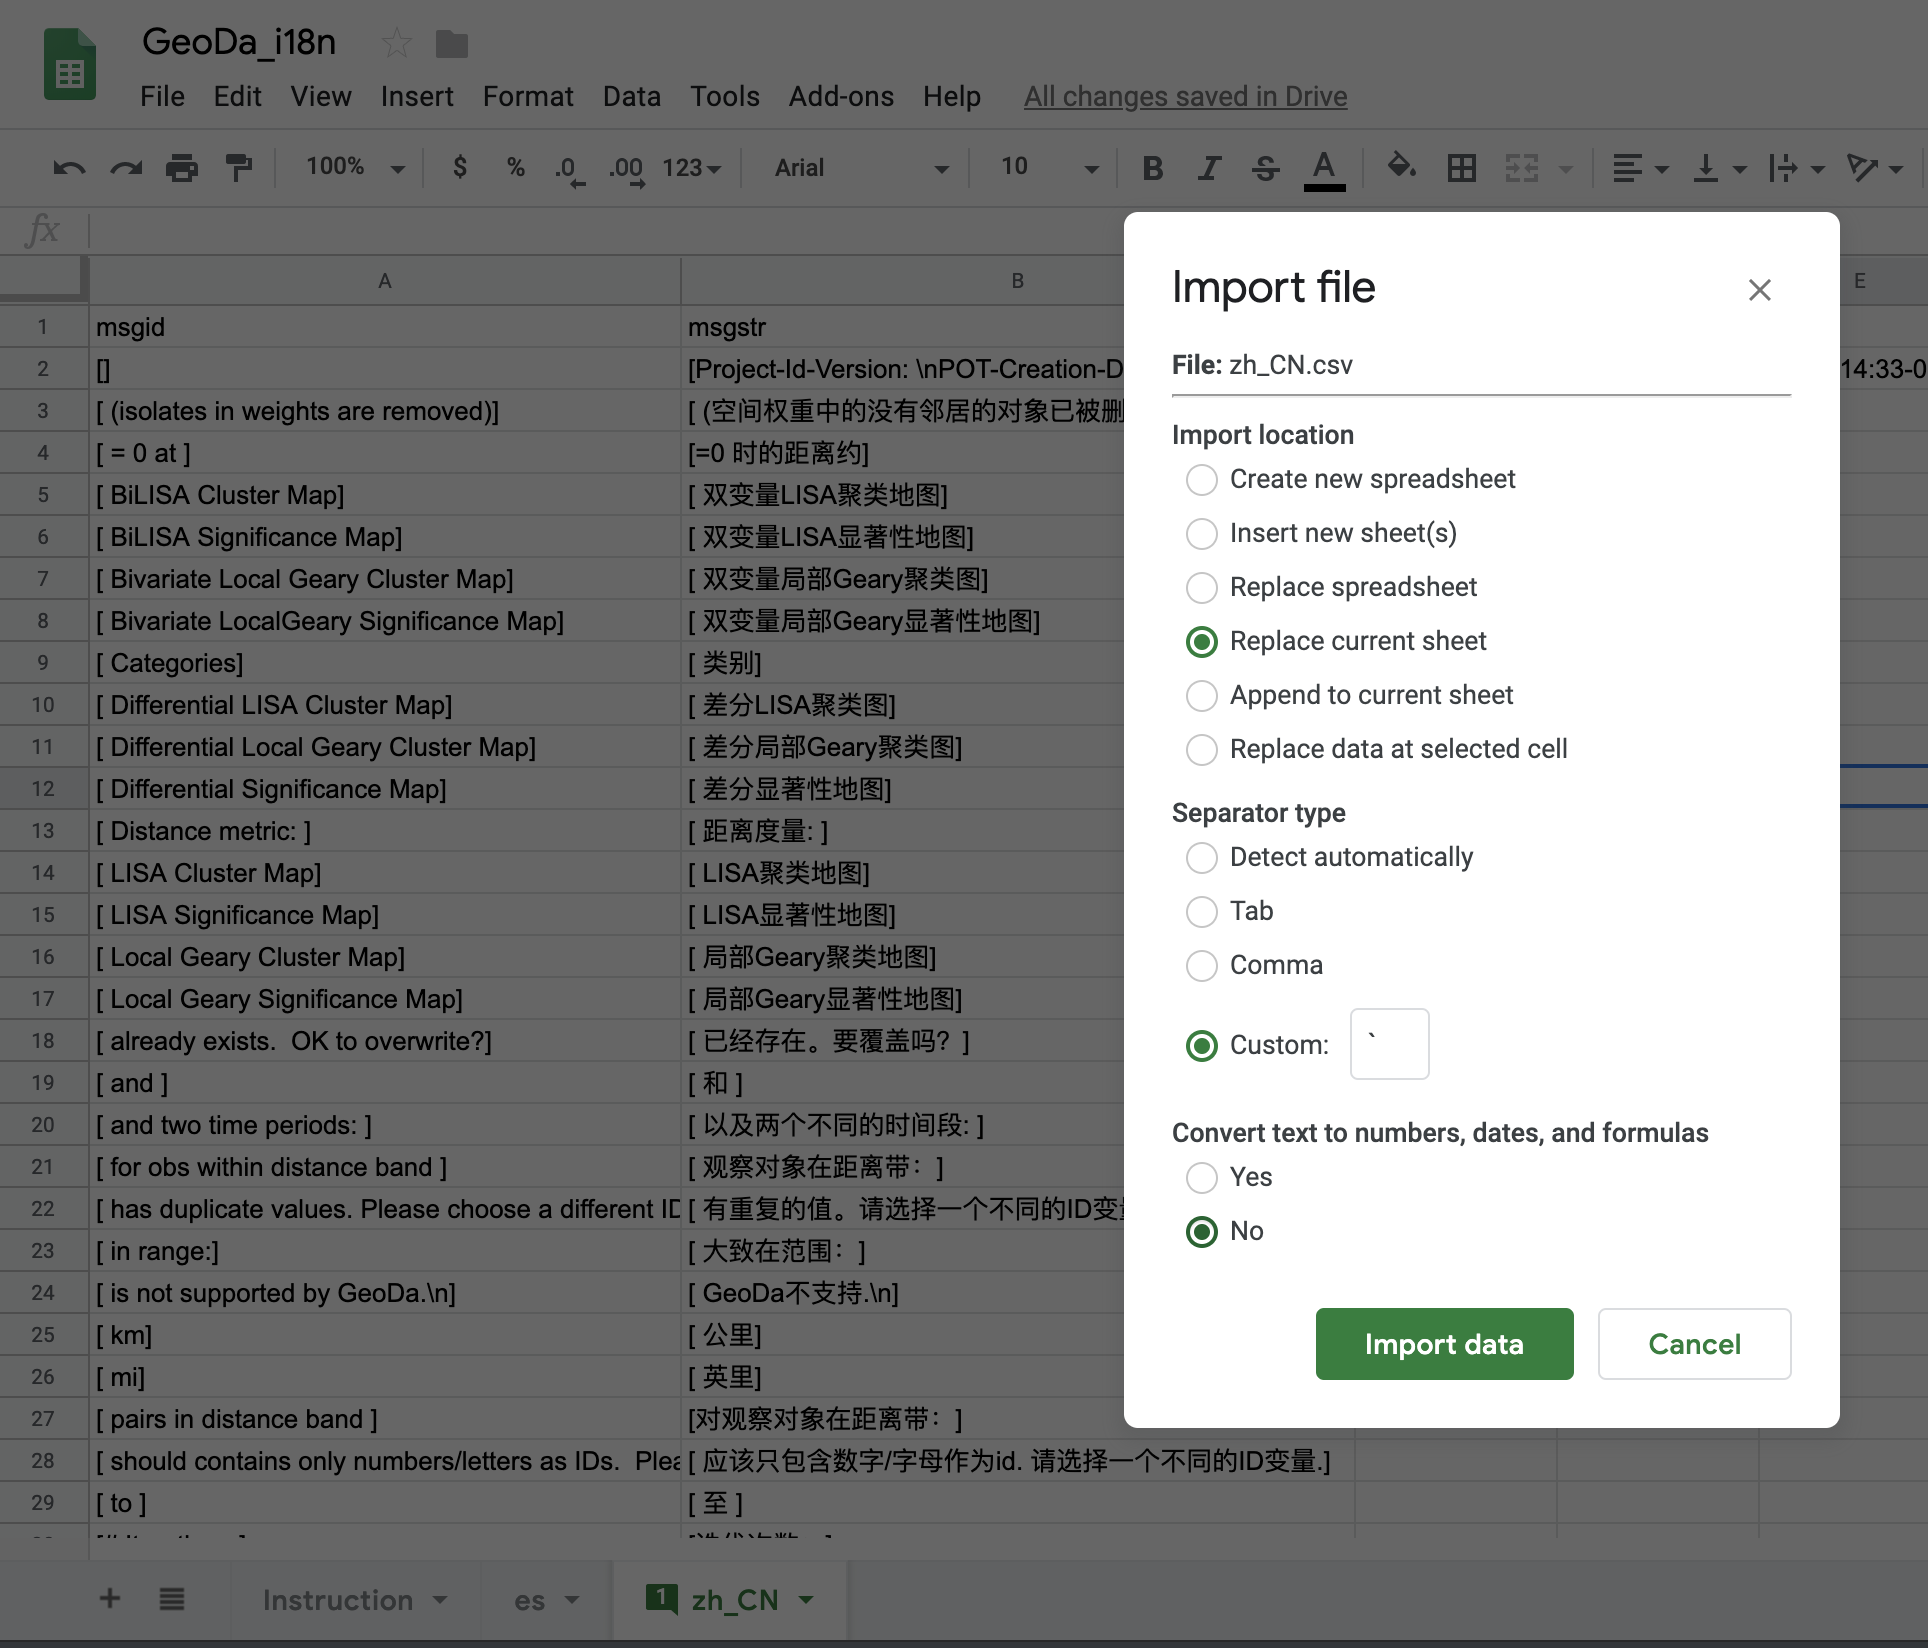 GeoDa_i18n
File Edit View Insert Format Data Tools Add-ons Help All changes saved in Drive
100% $ % .0 .00 123 Arial 10 B I S A
fx
A B E
1 msgid msgstr
2 [] [Project-Id-Version: \nPOT-Creation-D 14:33-0
3 [ (isolates in weights are removed)] [ (空间权重中的没有邻居的对象已被删
4 [ = 0 at ] [=0 时的距离约]
5 [ BiLISA Cluster Map] [ 双变量LISA聚类地图]
6 [ BiLISA Significance Map] [ 双变量LISA显著性地图]
7 [ Bivariate Local Geary Cluster Map] [ 双变量局部Geary聚类图]
8 [ Bivariate LocalGeary Significance Map] [ 双变量局部Geary显著性地图]
9 [ Categories] [ 类别]
10 [ Differential LISA Cluster Map] [ 差分LISA聚类图]
11 [ Differential Local Geary Cluster Map] [ 差分局部Geary聚类图]
12 [ Differential Significance Map] [ 差分显著性地图]
13 [ Distance metric: ] [ 距离度量: ]
14 [ LISA Cluster Map] [ LISA聚类地图]
15 [ LISA Significance Map] [ LISA显著性地图]
16 [ Local Geary Cluster Map] [ 局部Geary聚类地图]
17 [ Local Geary Significance Map] [ 局部Geary显著性地图]
18 [ already exists.  OK to overwrite?] [ 已经存在。要覆盖吗？]
19 [ and ] [ 和 ]
20 [ and two time periods: ] [ 以及两个不同的时间段: ]
21 [ for obs within distance band ] [ 观察对象在距离带：]
22 [ has duplicate values. Please choose a different ID [ 有重复的值。请选择一个不同的ID变量
23 [ in range:] [ 大致在范围：]
24 [ is not supported by GeoDa.\n] [ GeoDa不支持.\n]
25 [ km] [ 公里]
26 [ mi] [ 英里]
27 [ pairs in distance band ] [对观察对象在距离带：]
28 [ should contains only numbers/letters as IDs.  Plea [ 应该只包含数字/字母作为id. 请选择一个不同的ID变量.]
29 [ to ] [ 至 ]
Import file
File: zh_CN.csv
Import location
Create new spreadsheet
Insert new sheet(s)
Replace spreadsheet
Replace current sheet
Append to current sheet
Replace data at selected cell
Separator type
Detect automatically
Tab
Comma
Custom: `
Convert text to numbers, dates, and formulas
Yes
No
Import data Cancel
+ Instruction es 1 zh_CN